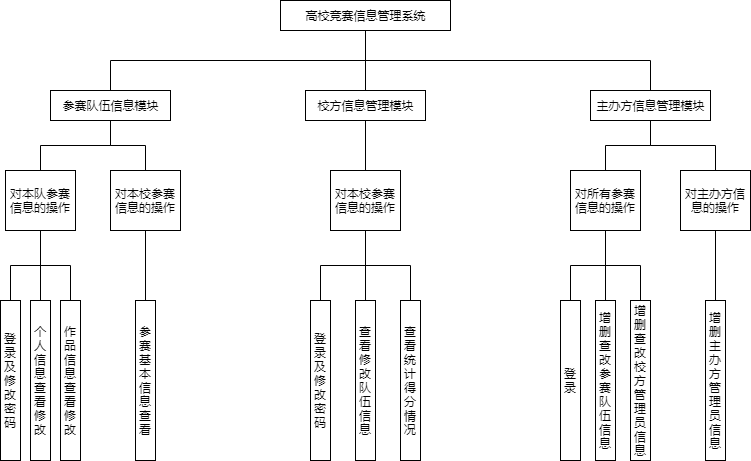 高校竞赛信息管理系统
参赛队伍信息模块
校方信息管理模块
主办方信息管理模块
对本队参赛
信息的操作
对本校参赛
信息的操作
对本校参赛
信息的操作
对所有参赛
信息的操作
对主办方信
息的操作
登录及修改密码
个人信息查看修改
作品信息查看修改
参赛基本信息查看
登录及修改密码
查看修改队伍信息
查看统计得分情况
登录
增删查改参赛队伍信息
增删查改校方管理员信息
增删主办方管理员信息